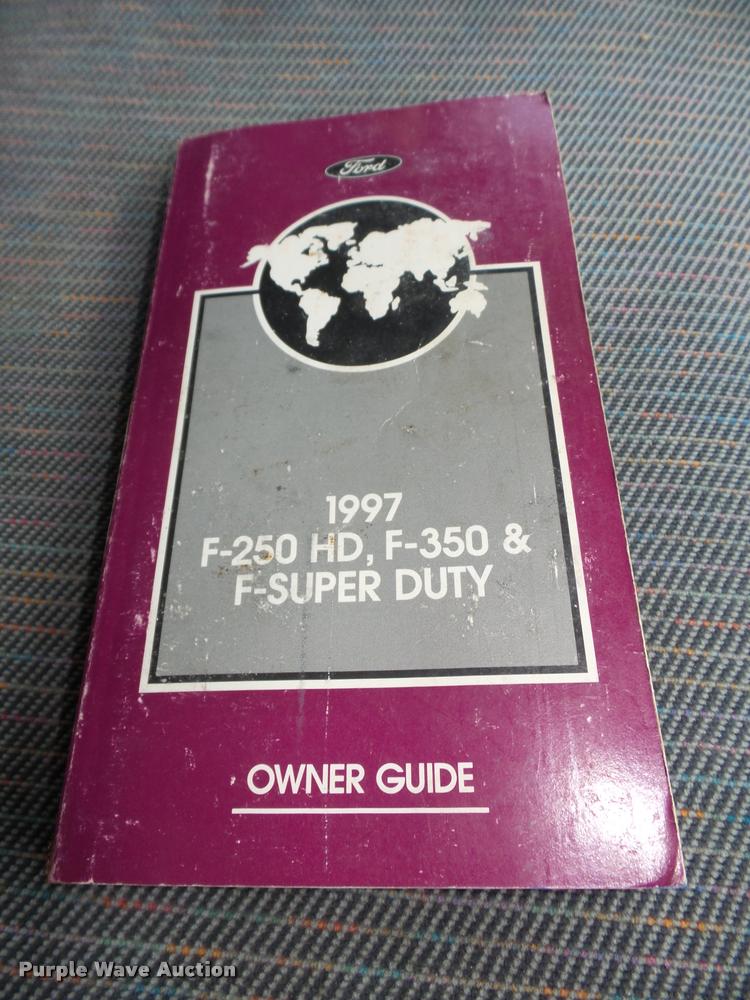 Ford
1997
F-250 HD, F-350 &
F-SUPER DUTY
OWNER GUIDE
Purple Wave Auction